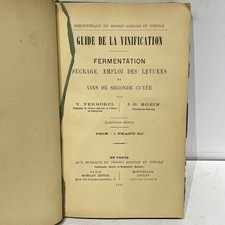 BIBLIOTHÈQUE DU PROGRÈS AGRICOLE ET VITICOLE
GUIDE DE LA VINIFICATION
FERMENTATION
SUCRAGE, EMPLOI DES LEVURES
ET
VINS DE SECONDE CUVÉE
PAR
V. VERMOREL
J.-E. ROBIN
PRIX : 1 FRANC 50
EN VENTE
AUX BUREAUX DU PROGRÈS AGRICOLE ET VITICOLE
PARIS
MONTPELLIER